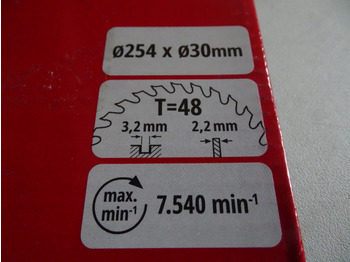 ø254 x ø30mm
T=48
3,2 mm 2,2 mm
max. min⁻¹ 7.540 min⁻¹